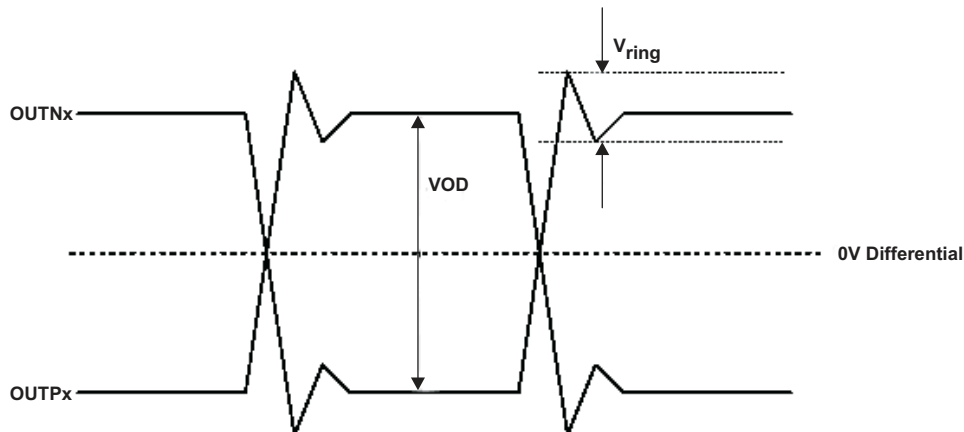 Vring
OUTNx
VOD
0V Differential
OUTPx